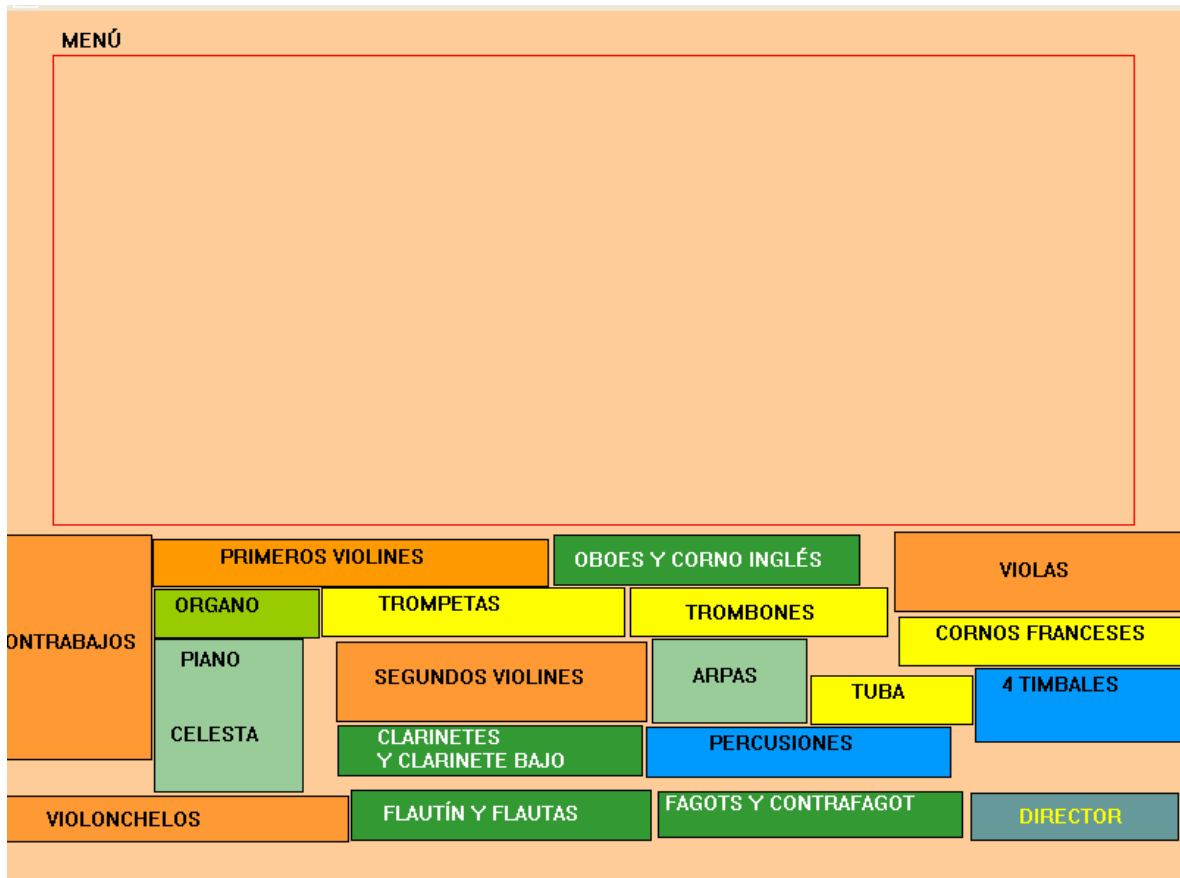 MENÚ
PRIMEROS VIOLINES
OBOES Y CORNO INGLÉS
VIOLAS
ORGANO
TROMPETAS
TROMBONES
CORNOS FRANCESES
ONTRABAJOS
PIANO
SEGUNDOS VIOLINES
ARPAS
TUBA
4 TIMBALES
CELESTA
CLARINETES
Y CLARINETE BAJO
PERCUSIONES
VIOLONCHELOS
FLAUTÍN Y FLAUTAS
FAGOTS Y CONTRAFAGOT
DIRECTOR